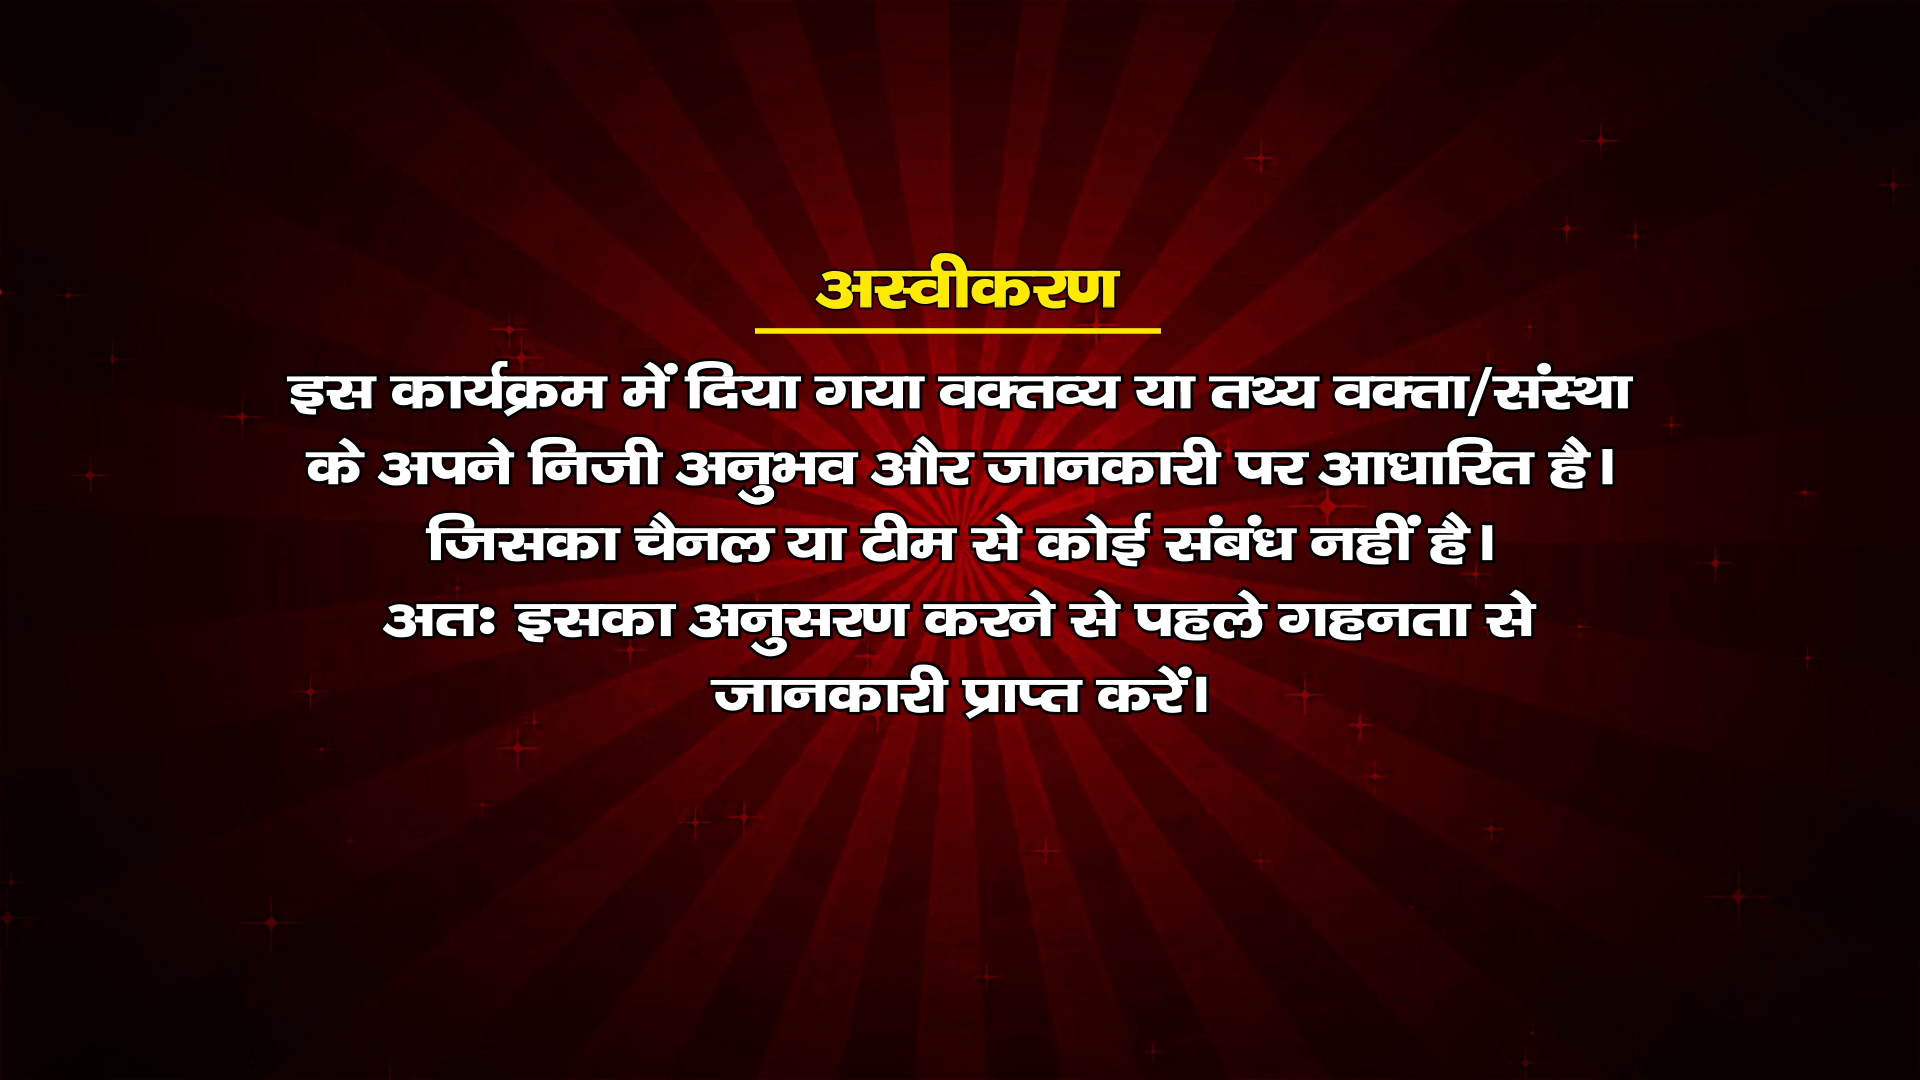 अस्वीकरण
इस कार्यक्रम में दिया गया वक्तव्य या तथ्य वक्ता/संस्था
के अपने निजी अनुभव और जानकारी पर आधारित है।
जिसका चैनल या टीम से कोई संबंध नहीं है।
अतः इसका अनुसरण करने से पहले गहनता से
जानकारी प्राप्त करें।